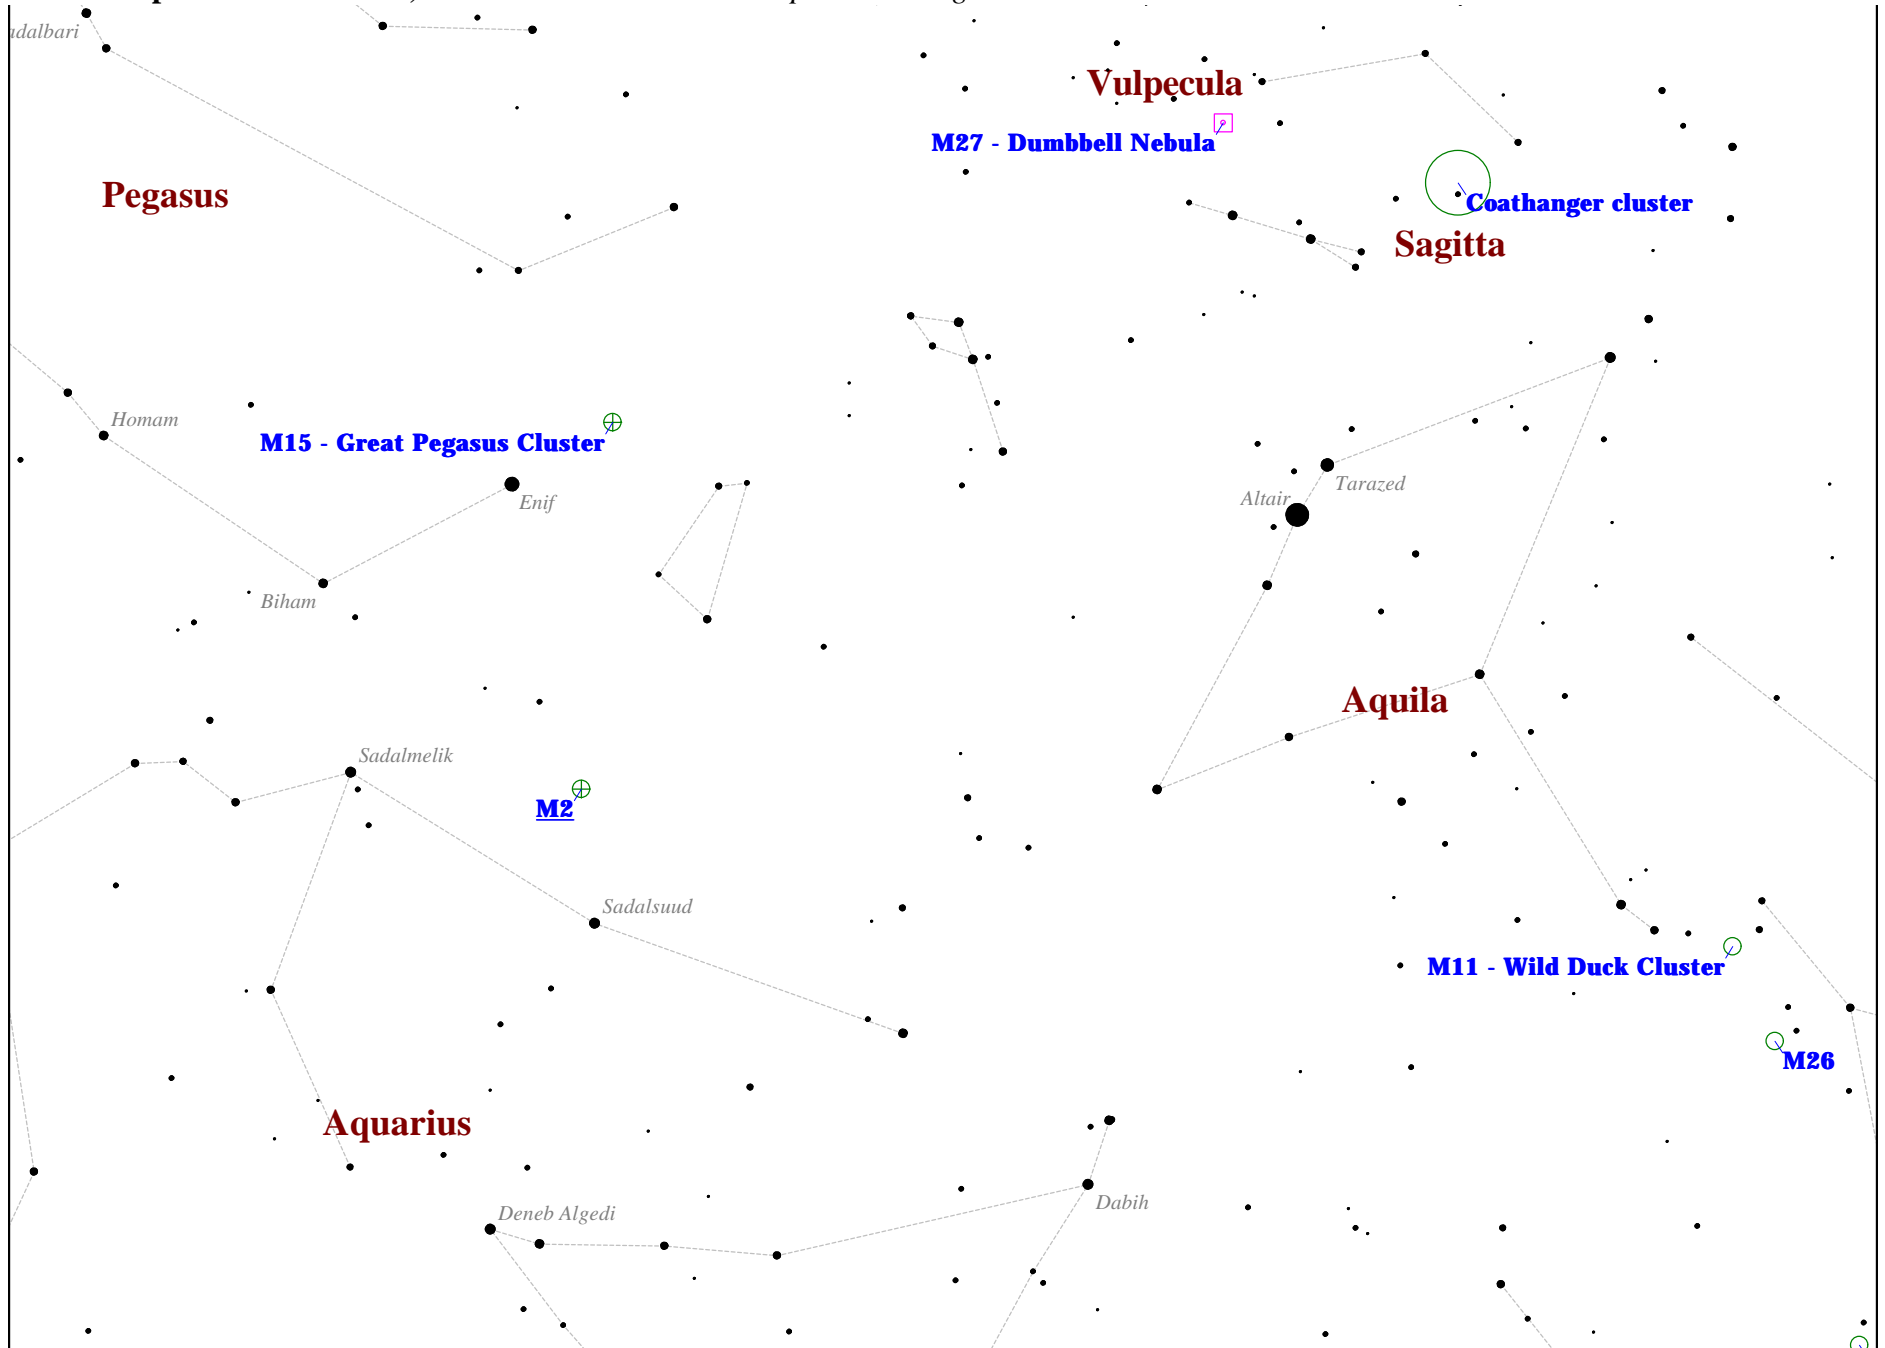 Vulpecula
M27 - Dumbbell Nebula
Pegasus
Coathanger cluster
Sagitta
Homam
M15 - Great Pegasus Cluster
Enif
Tarazed
Altair
Biham
Aquila
Sadalmelik
M2
Sadalsuud
M11 - Wild Duck Cluster
M26
Aquarius
Deneb Algedi
Dabih